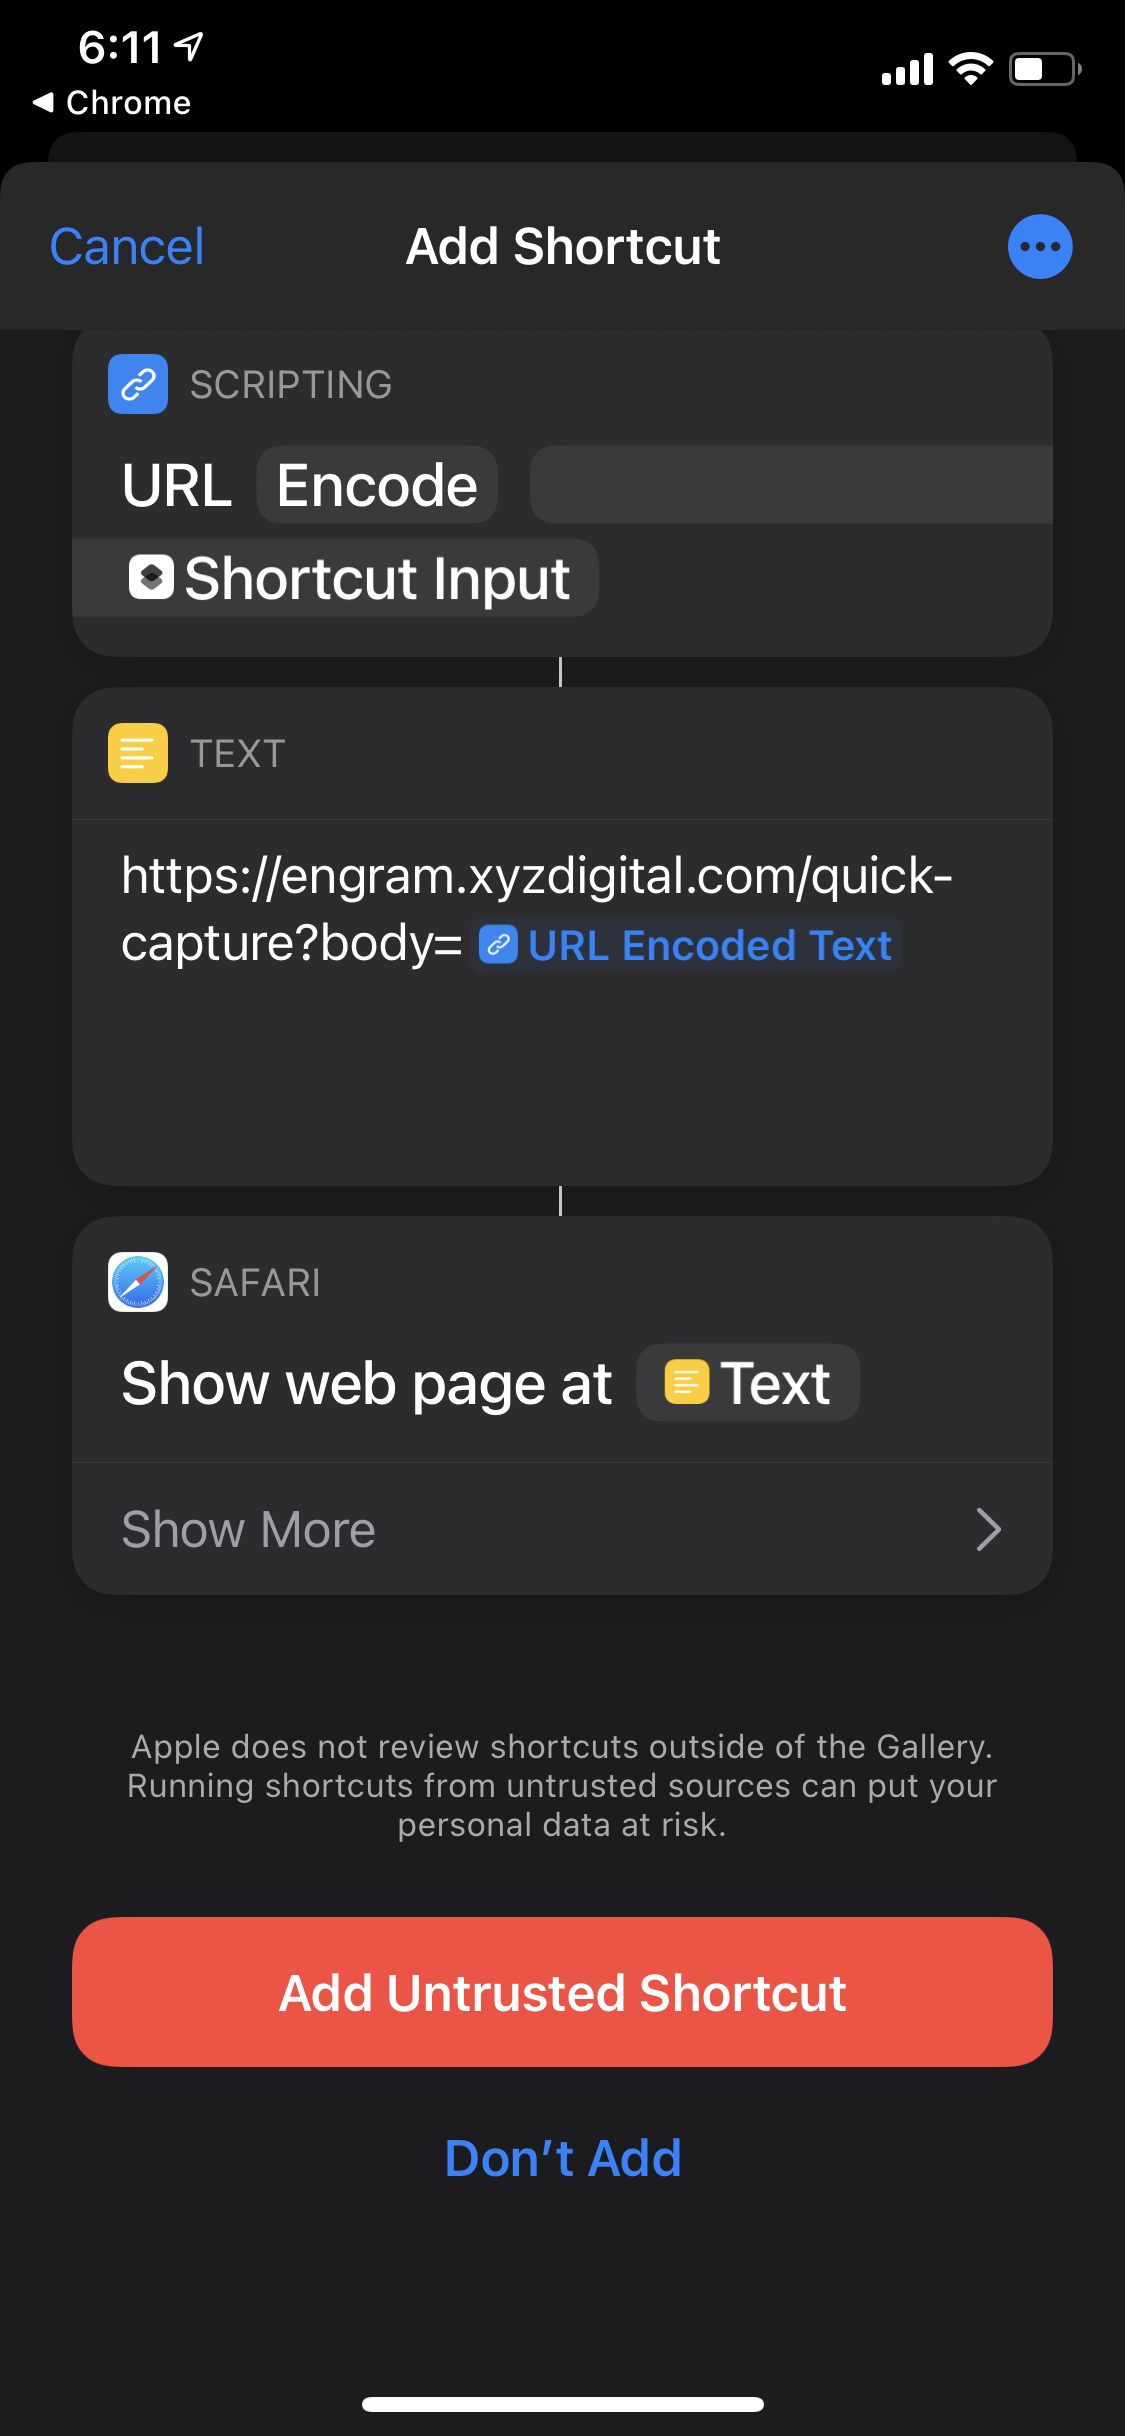 6:11
Chrome
Cancel
Add Shortcut
SCRIPTING
URL Encode
Shortcut Input
TEXT
https://engram.xyzdigital.com/quick-
capture?body= URL Encoded Text
SAFARI
Show web page at Text
Show More
Apple does not review shortcuts outside of the Gallery.
Running shortcuts from untrusted sources can put your
personal data at risk.
Add Untrusted Shortcut
Don’t Add